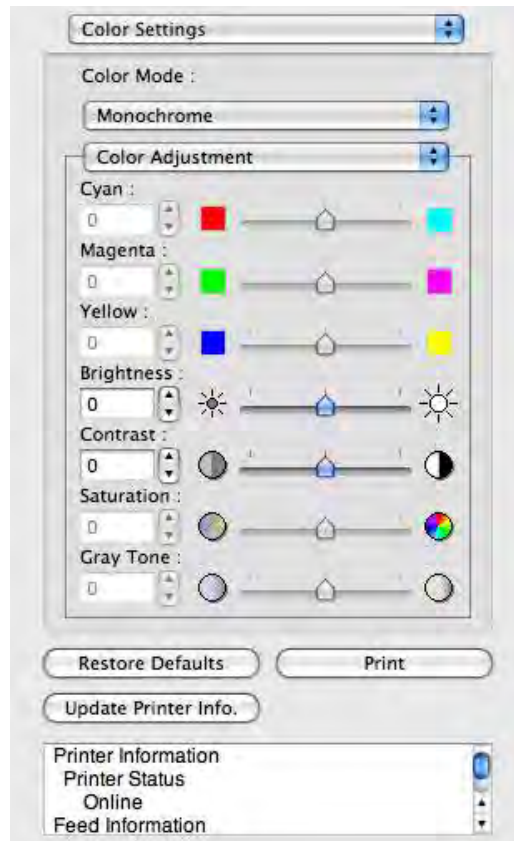 Color Settings
Color Mode :
Monochrome
Color Adjustment
Cyan :
0
Magenta :
0
Yellow :
0
Brightness :
0
Contrast :
0
Saturation :
0
Gray Tone :
0
Restore Defaults
Print
Update Printer Info.
Printer Information
Printer Status
Online
Feed Information